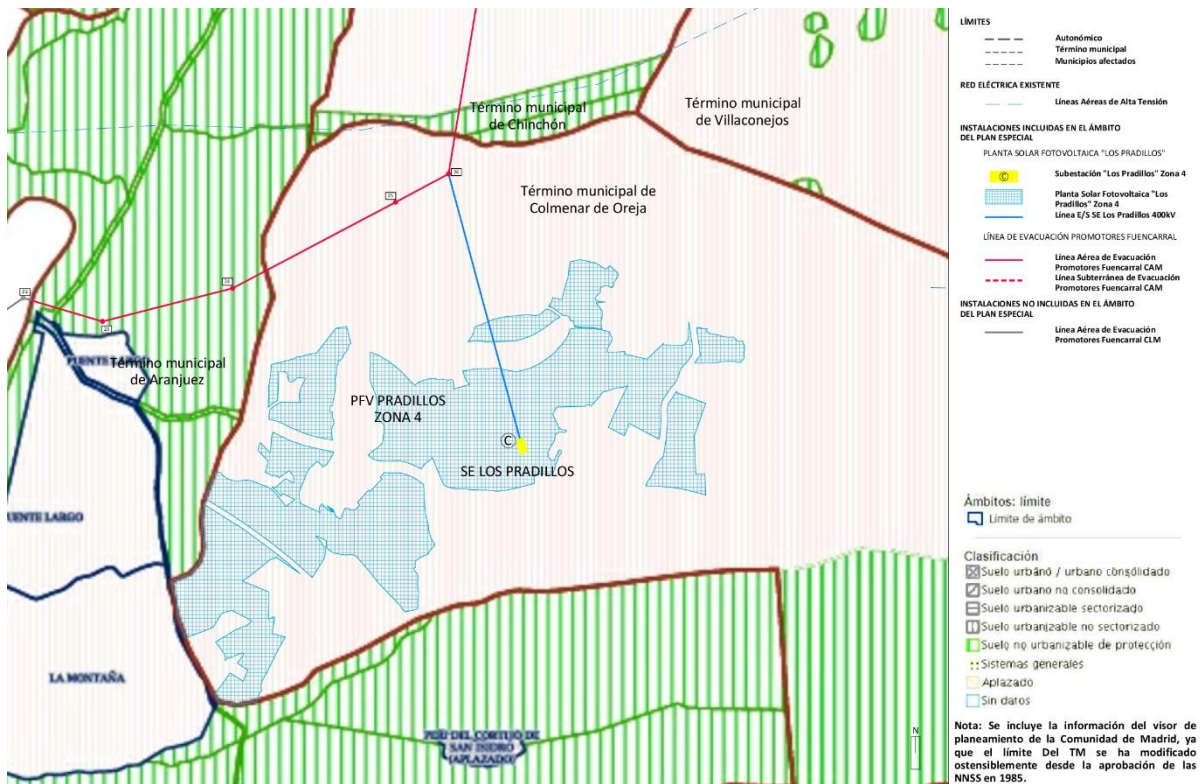 Término municipal
de Chinchón
Término municipal
de Villaconejos
Término municipal de
Colmenar de Oreja
Término municipal
de Aranjuez
PFV PRADILLOS
ZONA 4
C
SE LOS PRADILLOS
LA MONTAÑA
PERI DEL CORTIJO DE
SAN ISIDRO
(APLAZADO)
N
LÍMITES
Autonómico
Término municipal
Municipios afectados
RED ELÉCTRICA EXISTENTE
Líneas Aéreas de Alta Tensión
INSTALACIONES INCLUIDAS EN EL ÁMBITO
DEL PLAN ESPECIAL
PLANTA SOLAR FOTOVOLTAICA "LOS PRADILLOS"
C
Subestación "Los Pradillos" Zona 4
Planta Solar Fotovoltaica "Los
Pradillos" Zona 4
Línea E/S SE Los Pradillos 400kV
LÍNEA DE EVACUACIÓN PROMOTORES FUENCARRAL
Línea Aérea de Evacuación
Promotores Fuencarral CAM
Línea Subterránea de Evacuación
Promotores Fuencarral CAM
INSTALACIONES NO INCLUIDAS EN EL ÁMBITO
DEL PLAN ESPECIAL
Línea Aérea de Evacuación
Promotores Fuencarral CLM
Ámbitos: límite
Límite de ámbito
Clasificación
Suelo urbano / urbano consolidado
Suelo urbano no consolidado
Suelo urbanizable sectorizado
Suelo urbanizable no sectorizado
Suelo no urbanizable de protección
Sistemas generales
Aplazado
Sin datos
Nota: Se incluye la información del visor de
planeamiento de la Comunidad de Madrid, ya
que el límite Del TM se ha modificado
ostensiblemente desde la aprobación de las
NNSS en 1985.